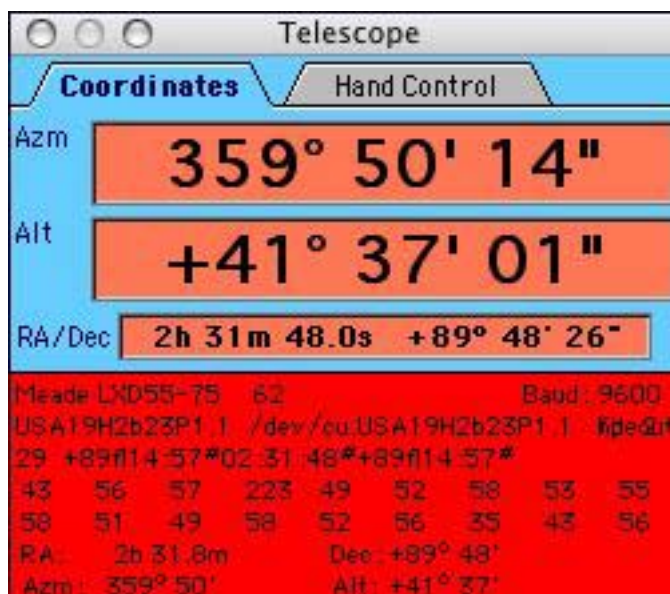 Telescope
Coordinates Hand Control
Azm 359° 50' 14"
Alt +41° 37' 01"
RA/Dec 2h 31m 48.0s +89° 48' 26"
Meade LXD55-75 62 Baud: 9600
USA19H2b23P1.1 /dev/cu.USA19H2b23P1.1
29 +89fl14:57#02:31:48#+89fl14:57#
43 56 57 223 49 52 58 53 55
58 51 49 58 52 56 35 43 56
RA: 2h 31.8m Dec: +89° 48'
Azm: 359° 50' Alt: +41° 37'